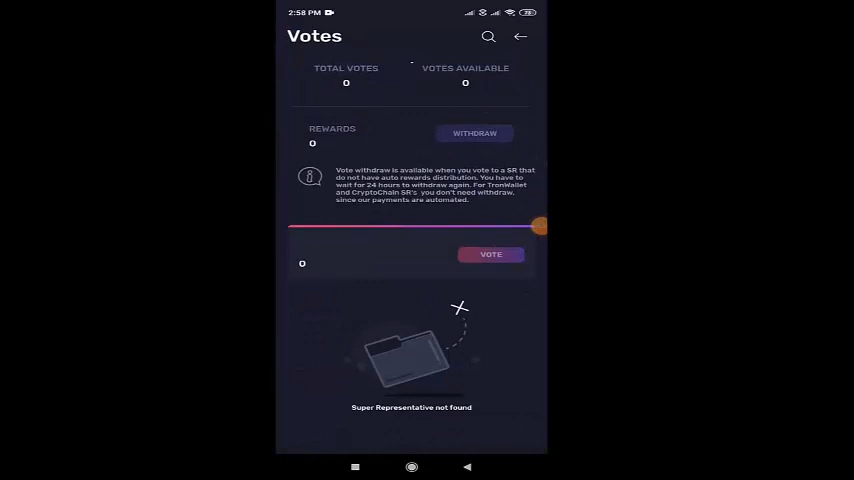 2:58 PM
Votes
TOTAL VOTES VOTES AVAILABLE
0 0
REWARDS
0
WITHDRAW
Vote withdraw is available when you vote to a SR that
do not have auto rewards distribution. You have to
wait for 24 hours to withdraw again. For TronWallet
and CryptoChain SR's you don't need withdraw,
since our payments are automated.
0
VOTE
Super Representative not found